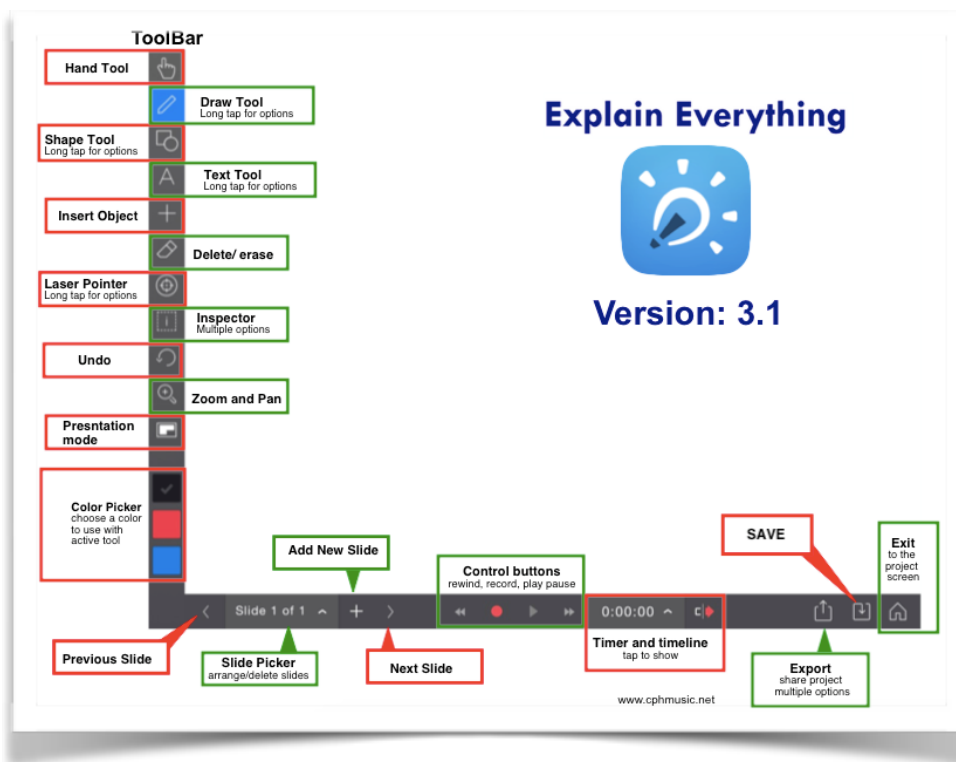 ToolBar
Hand Tool
Draw Tool
Long tap for options
Shape Tool
Long tap for options
A
Text Tool
Long tap for options
Insert Object
Delete/ erase
Laser Pointer
Long tap for options
Inspector
Multiple options
Undo
Zoom and Pan
Presntation
mode
Color Picker
choose a color
to use with
active tool
Explain Everything
Version: 3.1
Add New Slide
Control buttons
rewind, record, play pause
SAVE
Exit
to the
project
screen
Slide 1 of 1
0:00:00
Previous Slide
Slide Picker
arrange/delete slides
Next Slide
Timer and timeline
tap to show
Export
share project
multiple options
www.cphmusic.net